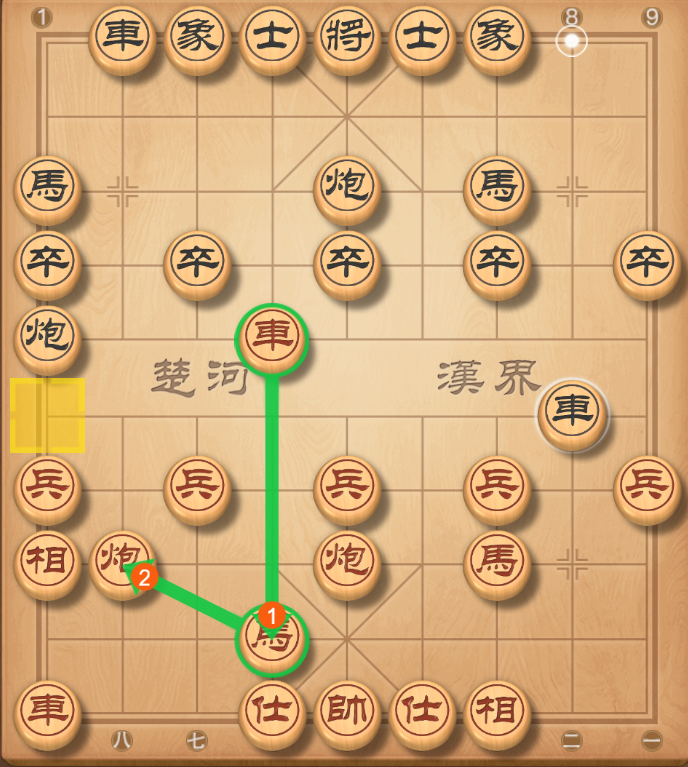 1 8 9
車 象 士 將 士 象
馬 炮 馬
卒 卒 卒 卒 卒
炮 車
楚河 漢界
車
兵 兵 兵 兵 兵
相 炮 炮 馬
2
1
馬
車 仕 帥 仕 相
八 七 二 一